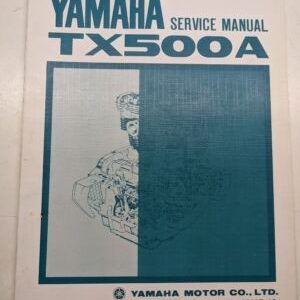 YAMAHA SERVICE MANUAL
TX500A
YAMAHA MOTOR CO., LTD.